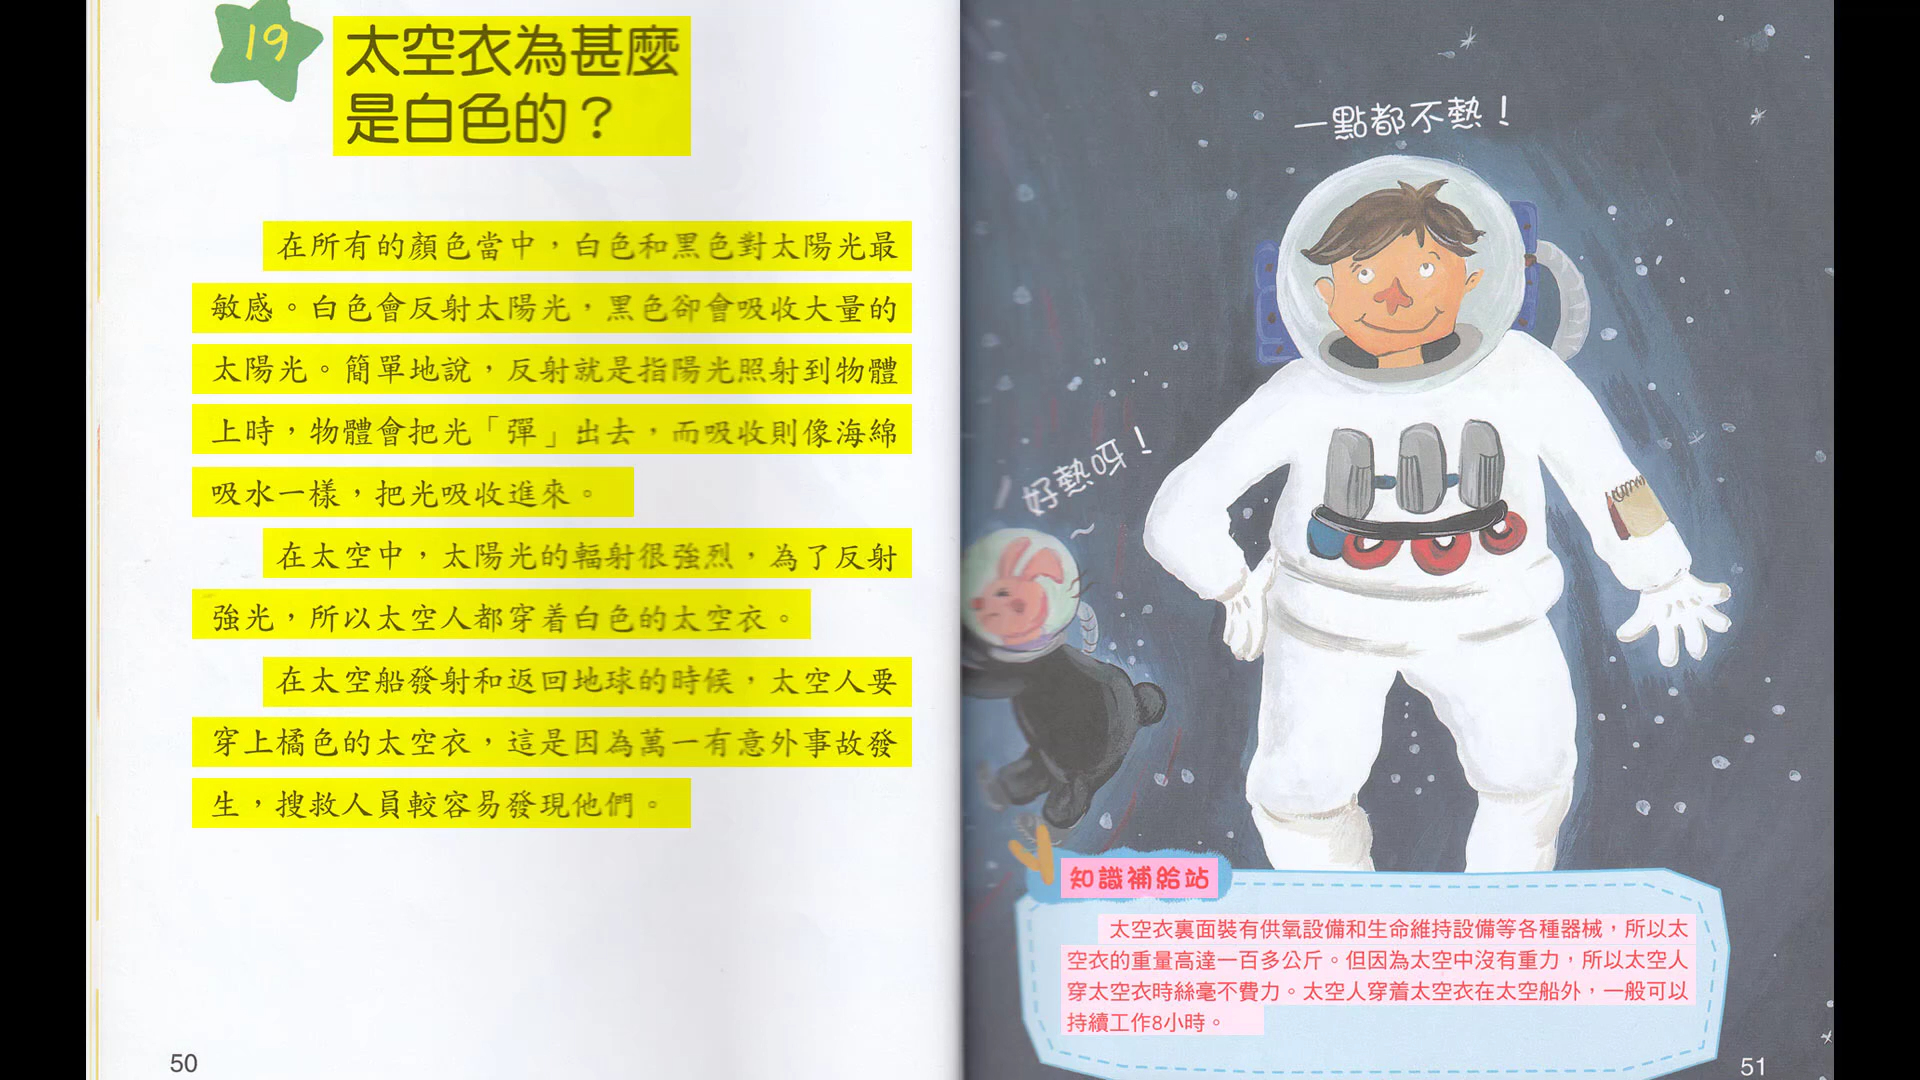 19
太空衣為甚麼
是白色的？
在所有的顏色當中，白色和黑色對太陽光最
敏感。白色會反射太陽光，黑色卻會吸收大量的
太陽光。簡單地說，反射就是指陽光照射到物體
上時，物體會把光「彈」出去，而吸收則像海綿
吸水一樣，把光吸收進來。
在太空中，太陽光的輻射很強烈，為了反射
強光，所以太空人都穿着白色的太空衣。
在太空船發射和返回地球的時候，太空人要
穿上橘色的太空衣，這是因為萬一有意外事故發
生，搜救人員較容易發現他們。
50
一點都不熱！
好熱呀！
知識補給站
太空衣裏面裝有供氧設備和生命維持設備等各種器械，所以太
空衣的重量高達一百多公斤。但因為太空中沒有重力，所以太空人
穿太空衣時絲毫不費力。太空人穿着太空衣在太空船外，一般可以
持續工作8小時。
51